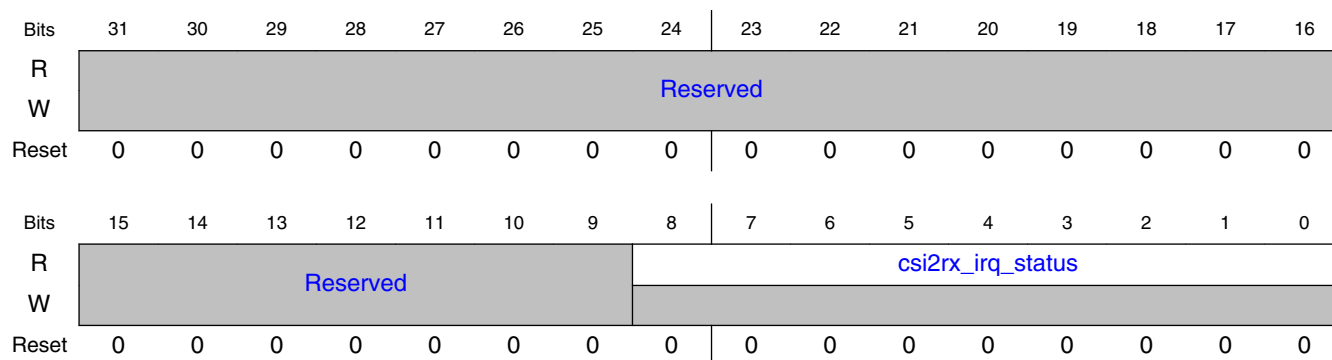 Bits 31 30 29 28 27 26 25 24 23 22 21 20 19 18 17 16
R
Reserved
W
Reset 0 0 0 0 0 0 0 0 0 0 0 0 0 0 0 0
Bits 15 14 13 12 11 10 9 8 7 6 5 4 3 2 1 0
R csi2rx_irq_status
Reserved
W
Reset 0 0 0 0 0 0 0 0 0 0 0 0 0 0 0 0